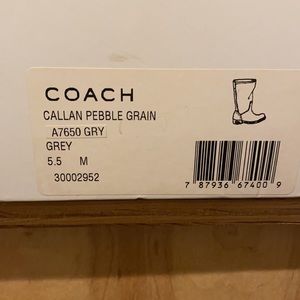 COACH
CALLAN PEBBLE GRAIN
A7650 GRY
GREY
5.5 M
30002952
7 87936 67400 9